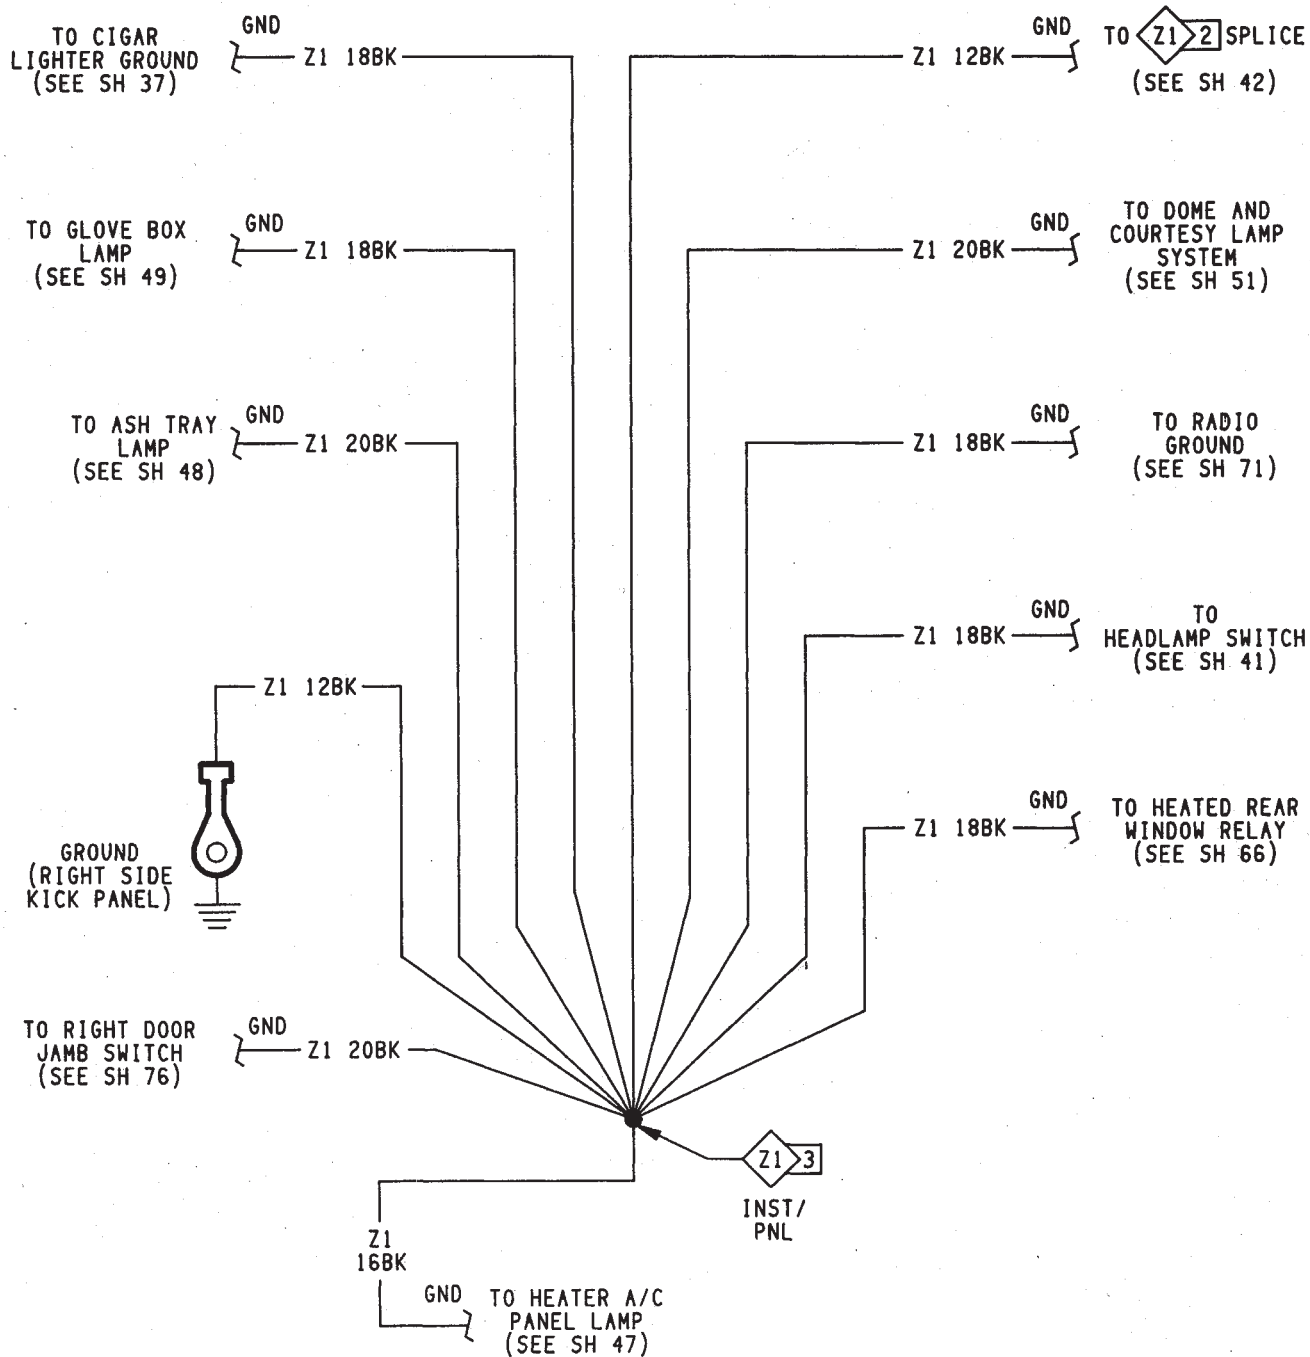 TO CIGAR
LIGHTER GROUND
(SEE SH 37)
GND
Z1 18BK
Z1 12BK
GND
TO Z1 2 SPLICE
(SEE SH 42)
TO GLOVE BOX
LAMP
(SEE SH 49)
GND
Z1 18BK
Z1 20BK
GND
TO DOME AND
COURTESY LAMP
SYSTEM
(SEE SH 51)
TO ASH TRAY
LAMP
(SEE SH 48)
GND
Z1 20BK
Z1 18BK
GND
TO RADIO
GROUND
(SEE SH 71)
Z1 18BK
GND
TO
HEADLAMP SWITCH
(SEE SH 41)
Z1 12BK
GROUND
(RIGHT SIDE
KICK PANEL)
Z1 18BK
GND
TO HEATED REAR
WINDOW RELAY
(SEE SH 66)
TO RIGHT DOOR
JAMB SWITCH
(SEE SH 76)
GND
Z1 20BK
Z1 3
INST/
PNL
Z1
16BK
GND
TO HEATER A/C
PANEL LAMP
(SEE SH 47)